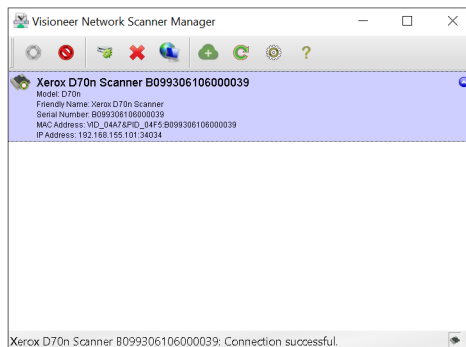 Visioneer Network Scanner Manager
?
Xerox D70n Scanner B099306106000039
Model: D70n
Friendly Name: Xerox D70n Scanner
Serial Number: B099306106000039
MAC Address: VID_04A7&PID_04F5:B099306106000039
IP Address: 192.168.155.101:34034
Xerox D70n Scanner B099306106000039: Connection successful.